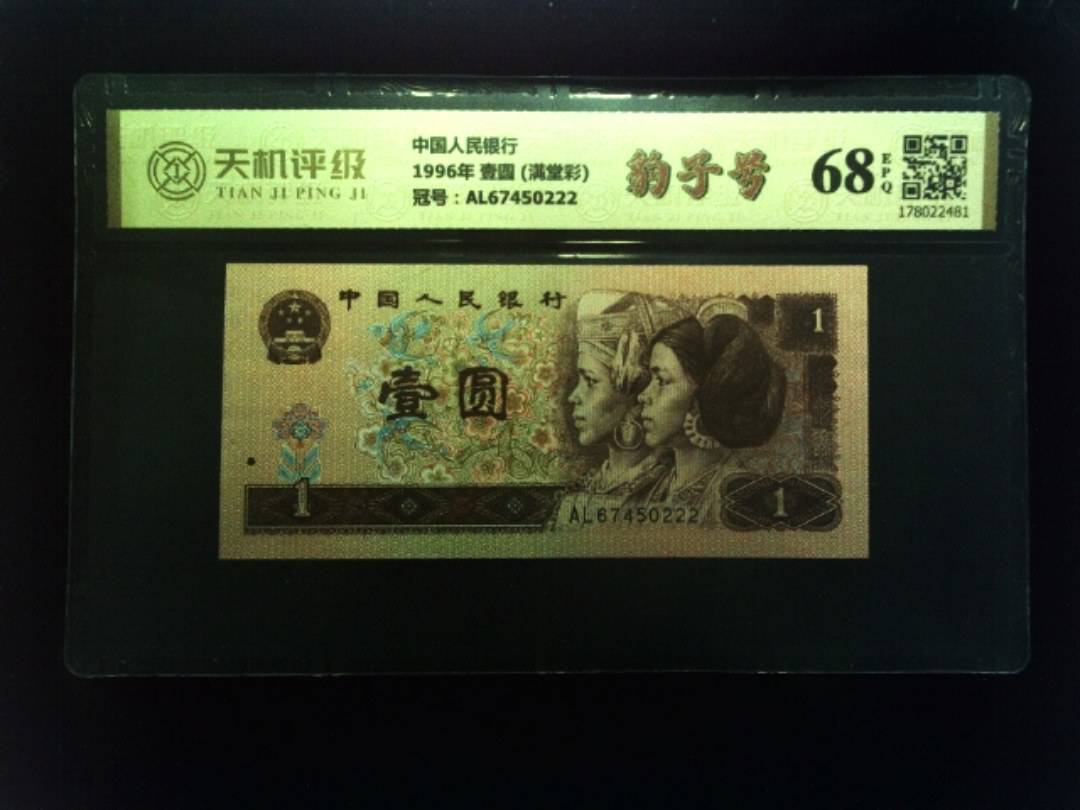 天机评级
TIAN JI PING JI
中国人民银行
1996年 壹圆 (满堂彩)
冠号：AL67450222
豹子号
68
EPQ
178022481
中国人民银行
1
壹圆
1
AL67450222
1